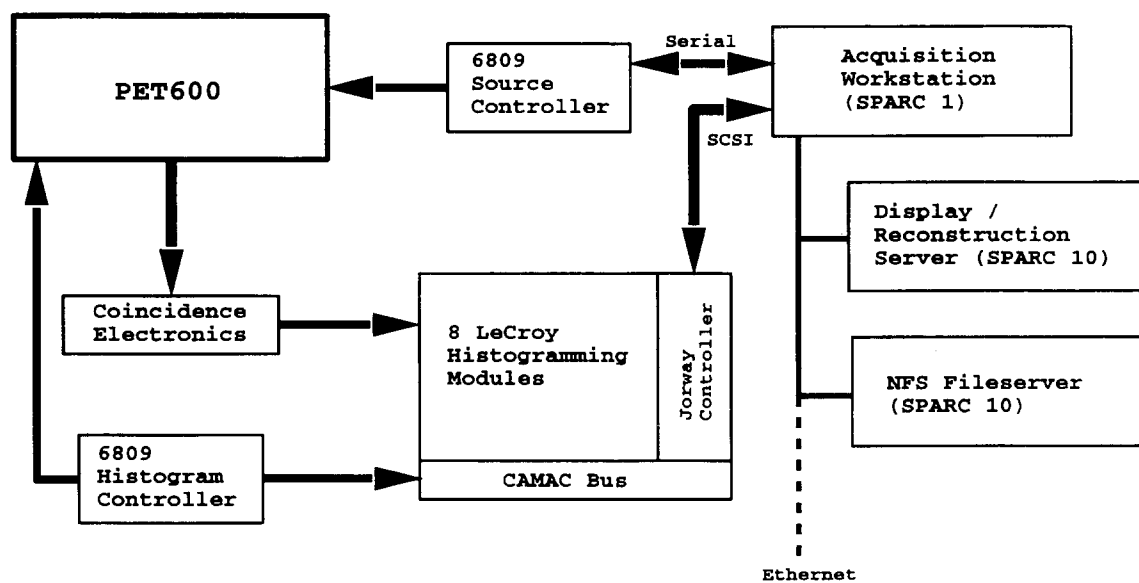 PET600
6809
Source
Controller
Serial
Acquisition
Workstation
(SPARC 1)
SCSI
Display /
Reconstruction
Server (SPARC 10)
Coincidence
Electronics
8 LeCroy
Histogramming
Modules
Jorway
Controller
NFS Fileserver
(SPARC 10)
6809
Histogram
Controller
CAMAC Bus
Ethernet